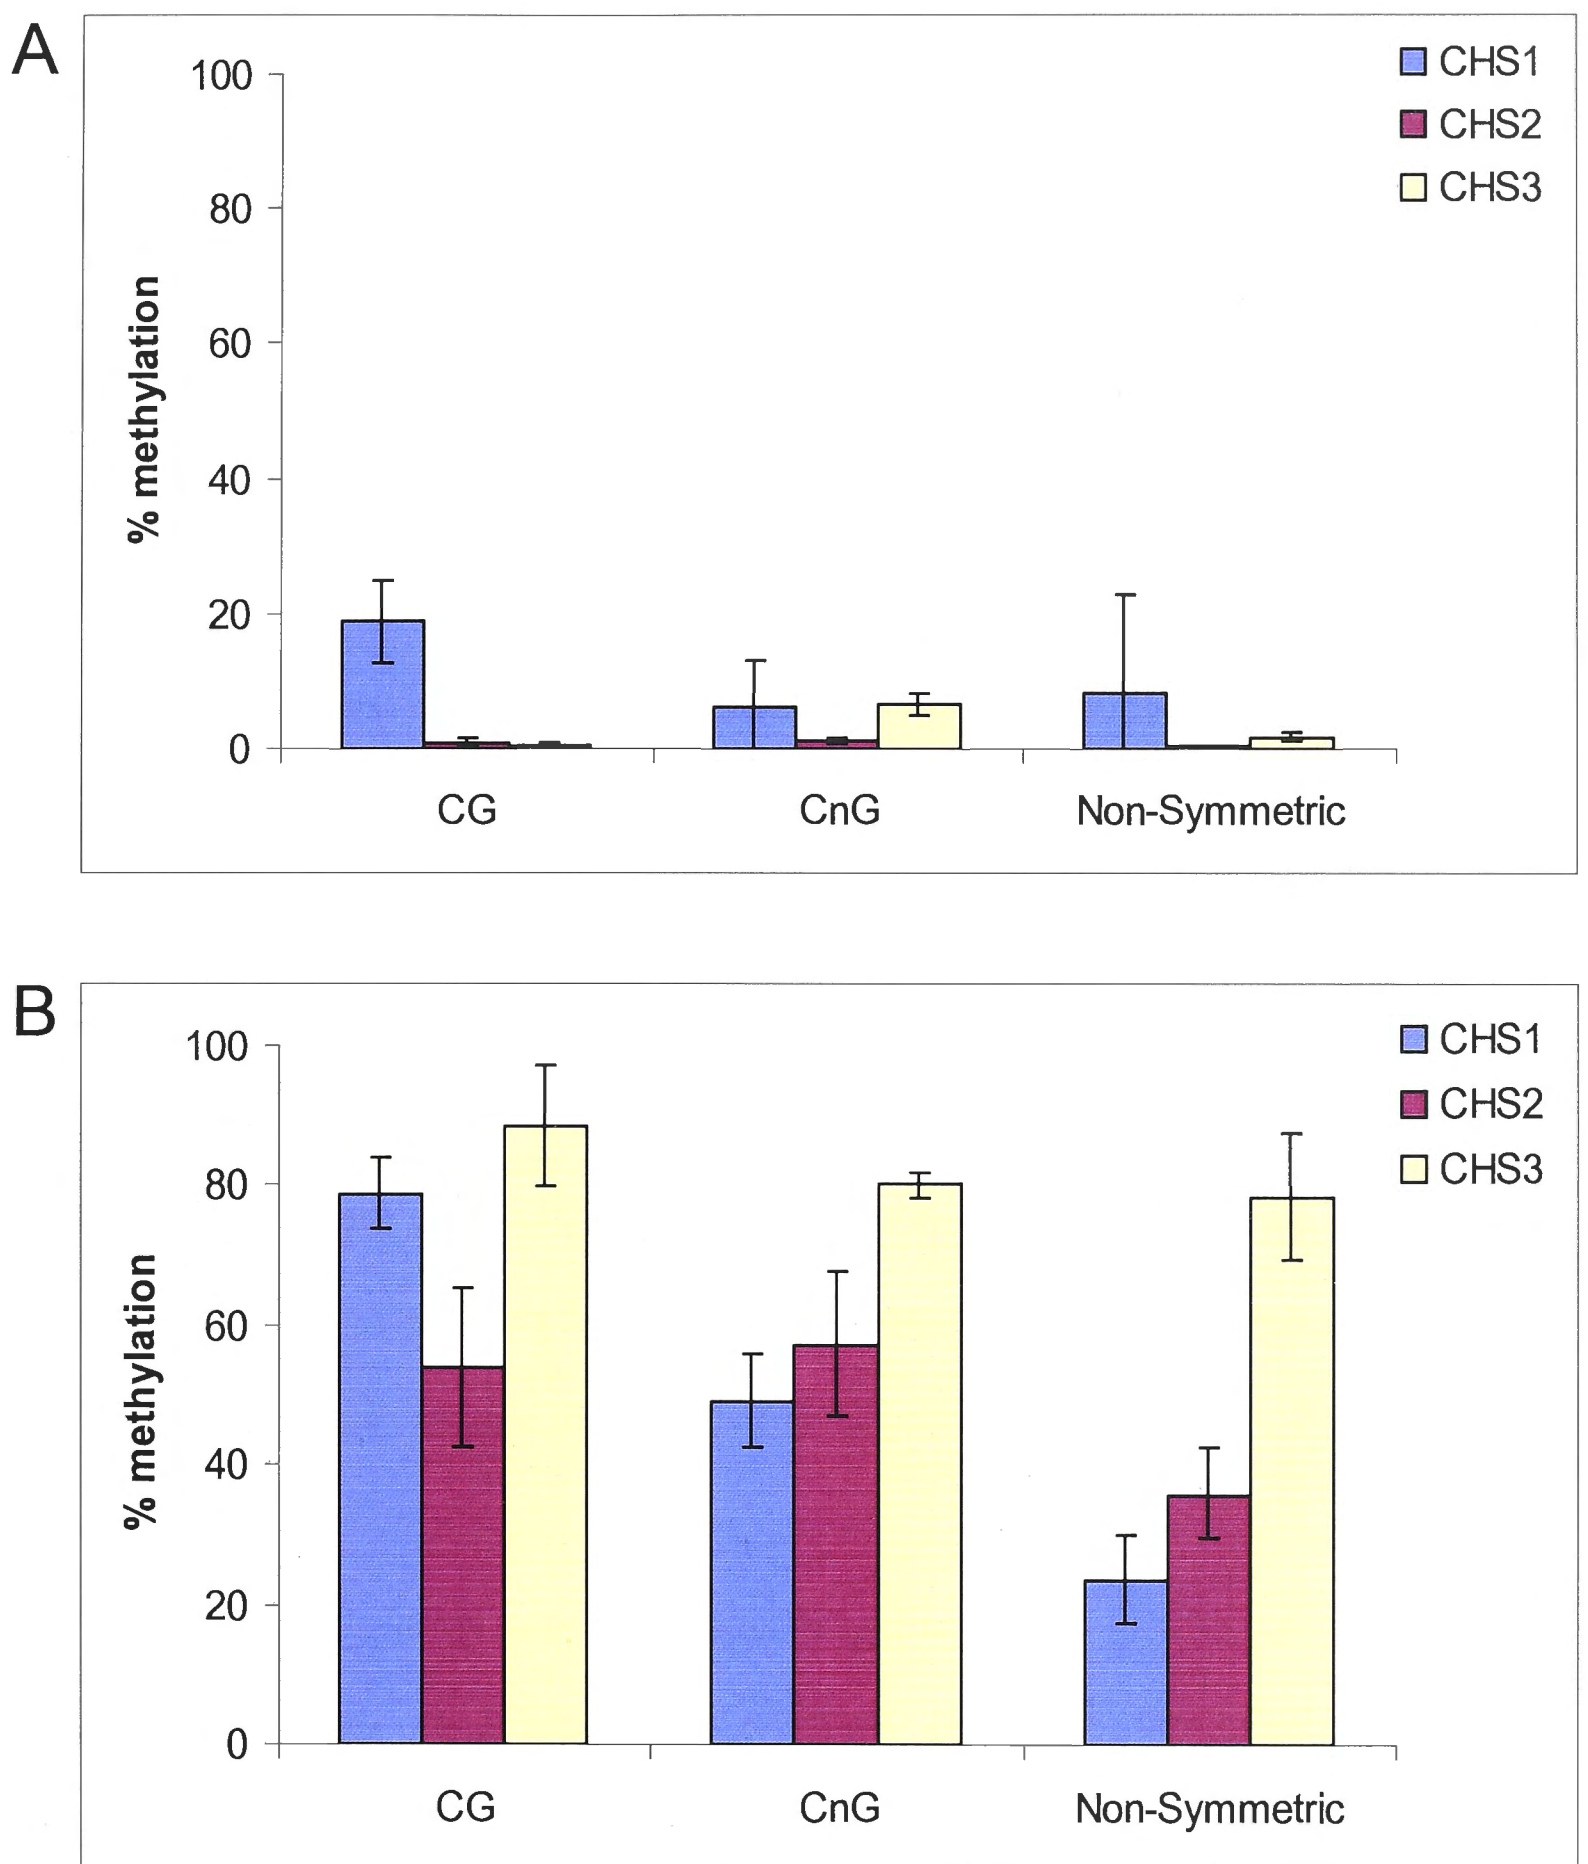 A
100
80
60
40
20
0
% methylation
CG
CnG
Non-Symmetric
CHS1
CHS2
CHS3
B
100
80
60
40
20
0
% methylation
CG
CnG
Non-Symmetric
CHS1
CHS2
CHS3